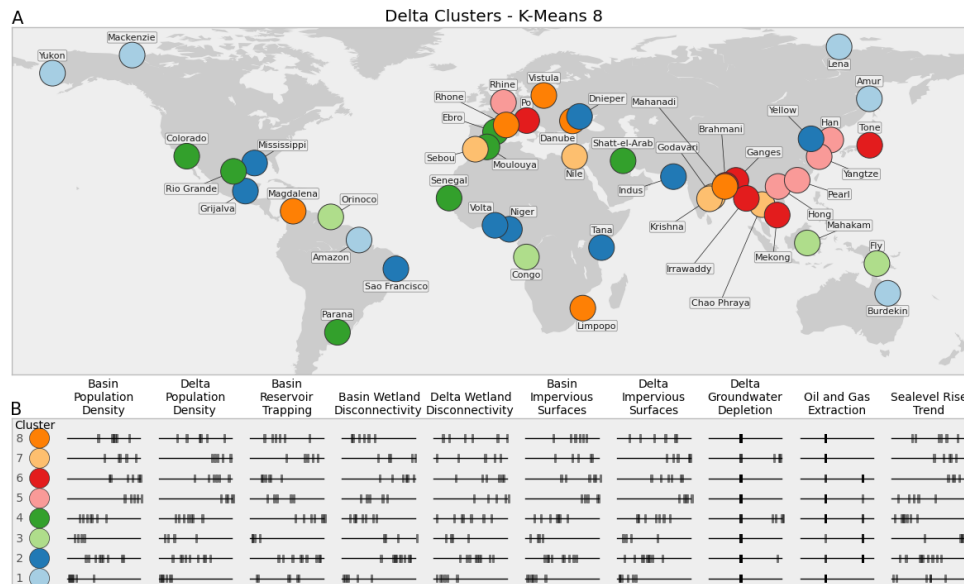 A
Delta Clusters - K-Means 8
Mackenzie
Yukon
Lena
Amur
Vistula
Rhine
Rhone
Po
Dnieper
Mahanadi
Yellow
Ebro
Brahmani
Han
Tone
Colorado
Mississippi
Danube
Shatt-el-Arab
Godavari
Ganges
Sebou
Moulouya
Nile
Yangtze
Rio Grande
Magdalena
Senegal
Indus
Pearl
Grijalva
Orinoco
Volta
Niger
Krishna
Hong
Tana
Mahakam
Amazon
Fly
Congo
Irrawaddy
Mekong
Sao Francisco
Chao Phraya
Burdekin
Parana
Limpopo
Basin Population Density
Delta Population Density
Basin Reservoir Trapping
Basin Wetland Disconnectivity
Delta Wetland Disconnectivity
Basin Impervious Surfaces
Delta Impervious Surfaces
Delta Groundwater Depletion
Oil and Gas Extraction
Sealevel Rise Trend
B
Cluster
8
7
6
5
4
3
2
1